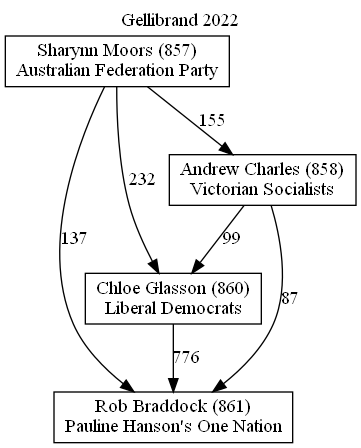 Gellibrand 2022
Sharynn Moors (857)
Australian Federation Party
155
Andrew Charles (858)
Victorian Socialists
232
137
99
Chloe Glasson (860)
Liberal Democrats
87
776
Rob Braddock (861)
Pauline Hanson's One Nation